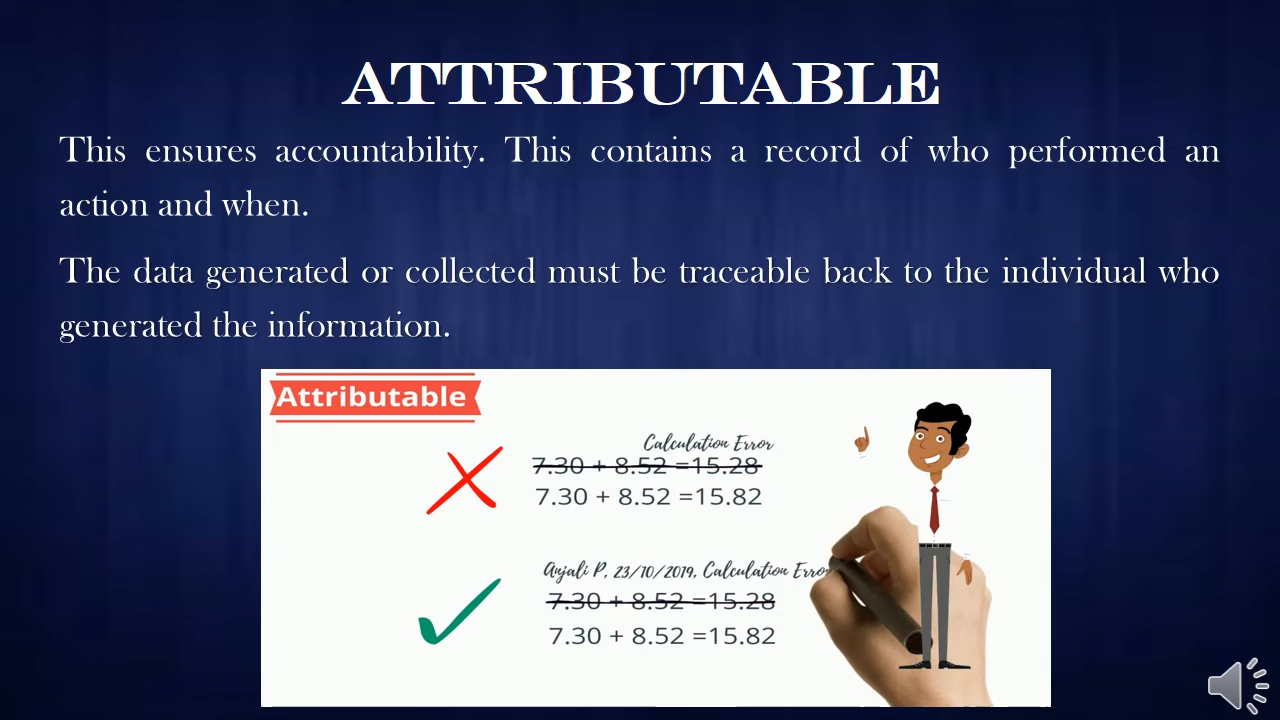 ATTRIBUTABLE
This ensures accountability. This contains a record of who performed an
action and when.
The data generated or collected must be traceable back to the individual who
generated the information.
Attributable
Calculation Error
7.30 + 8.52 =15.28
7.30 + 8.52 =15.82
Anjali P, 23/10/2019, Calculation Error
7.30 + 8.52 =15.28
7.30 + 8.52 =15.82